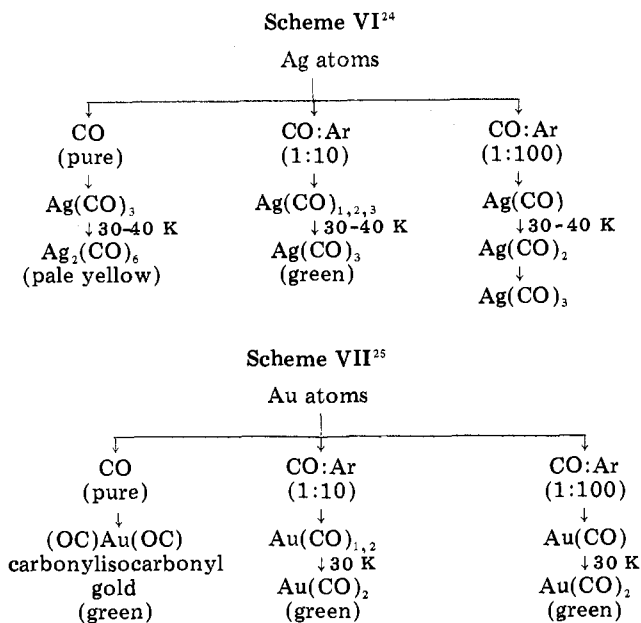 Scheme VI²⁴
Ag atoms
CO CO:Ar CO:Ar
(pure) (1:10) (1:100)
↓ ↓ ↓
Ag(CO)₃ Ag(CO)₁,₂,₃ Ag(CO)
↓30-40 K ↓30-40 K ↓30-40 K
Ag₂(CO)₆ Ag(CO)₃ Ag(CO)₂
(pale yellow) (green) ↓
Ag(CO)₃
Scheme VII²⁵
Au atoms
CO CO:Ar CO:Ar
(pure) (1:10) (1:100)
↓ ↓ ↓
(OC)Au(OC) Au(CO)₁,₂ Au(CO)
carbonylisocarbonyl ↓30 K ↓30 K
gold Au(CO)₂ Au(CO)₂
(green) (green) (green)